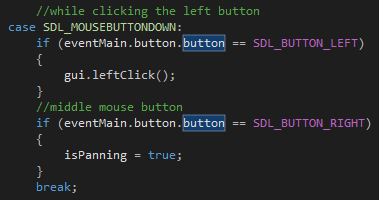 //while clicking the left button
case SDL_MOUSEBUTTONDOWN:
if (eventMain.button.button == SDL_BUTTON_LEFT)
{
gui.leftClick();
}
//middle mouse button
if (eventMain.button.button == SDL_BUTTON_RIGHT)
{
isPanning = true;
}
break;